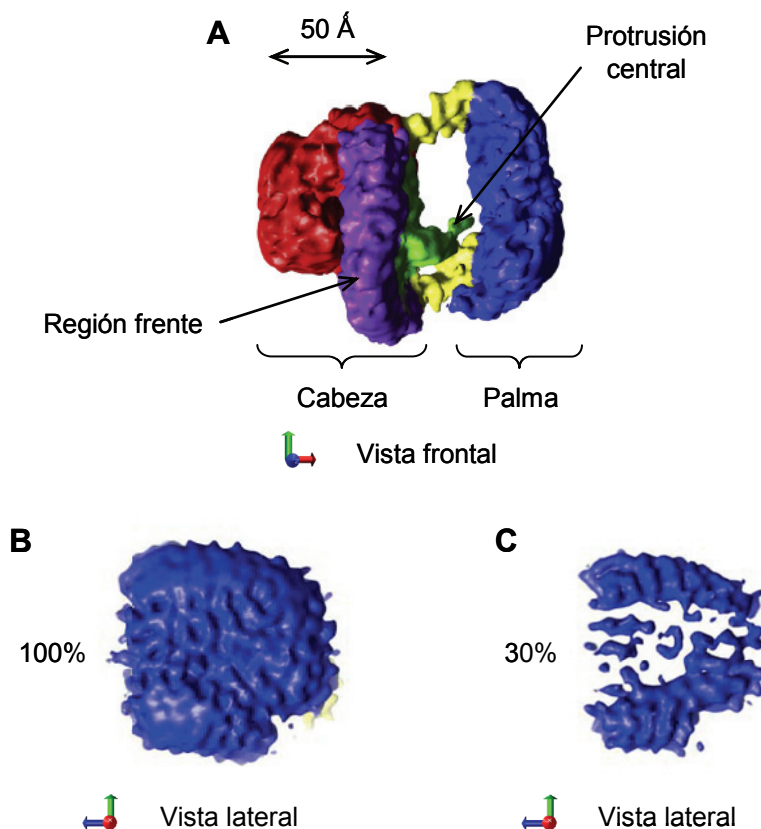 A
50 Å
Protrusión
central
Región frente
Cabeza
Palma
Vista frontal
B
C
100%
30%
Vista lateral
Vista lateral